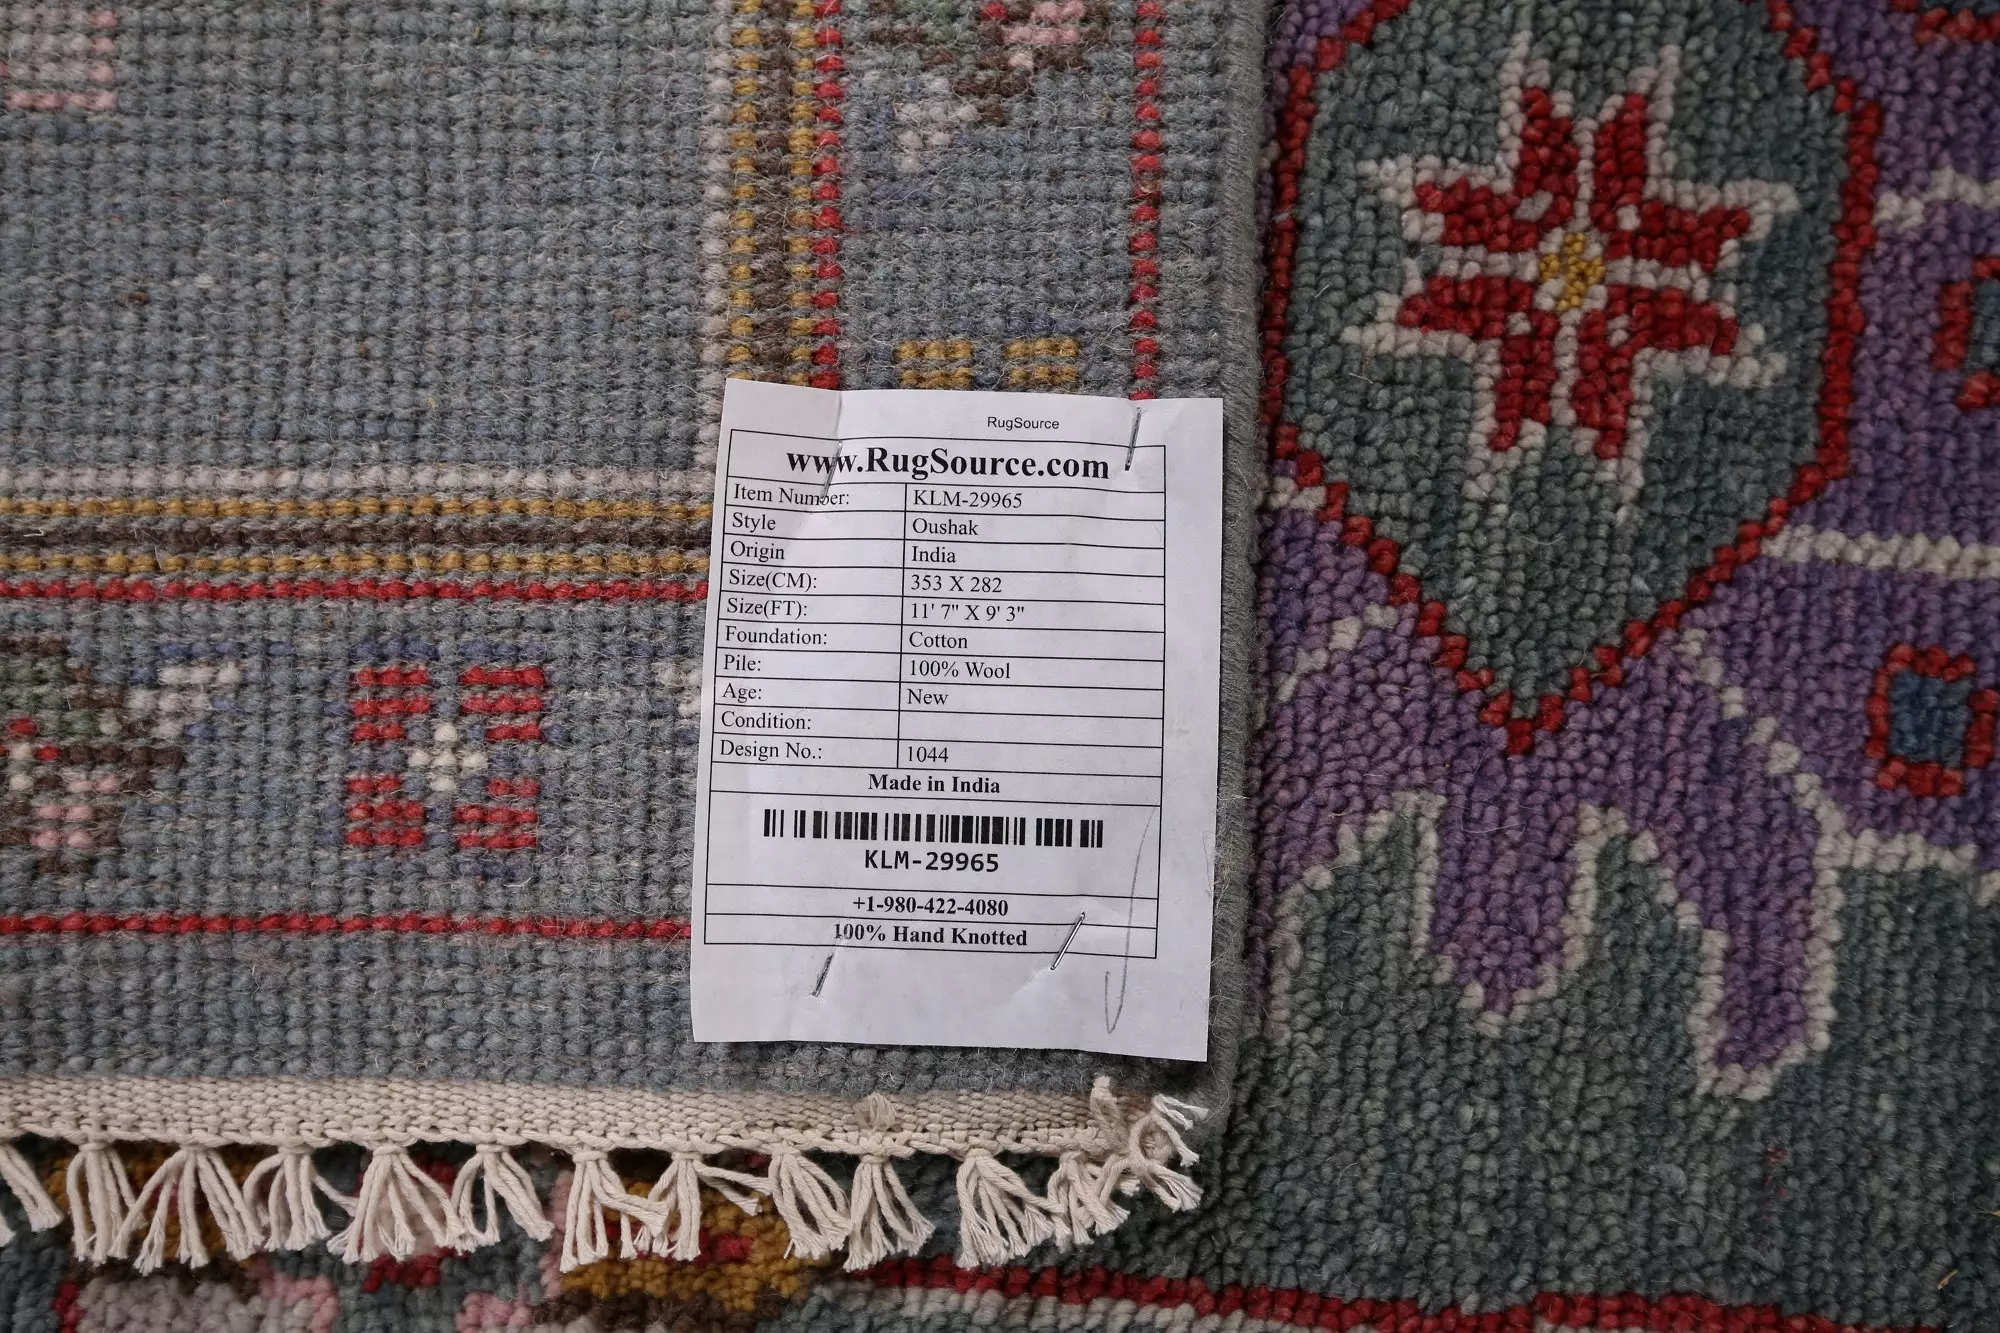 RugSource
www.RugSource.com
Item Number: KLM-29965
Style Oushak
Origin India
Size(CM): 353 X 282
Size(FT): 11' 7" X 9' 3"
Foundation: Cotton
Pile: 100% Wool
Age: New
Condition:
Design No.: 1044
Made in India
KLM-29965
+1-980-422-4080
100% Hand Knotted